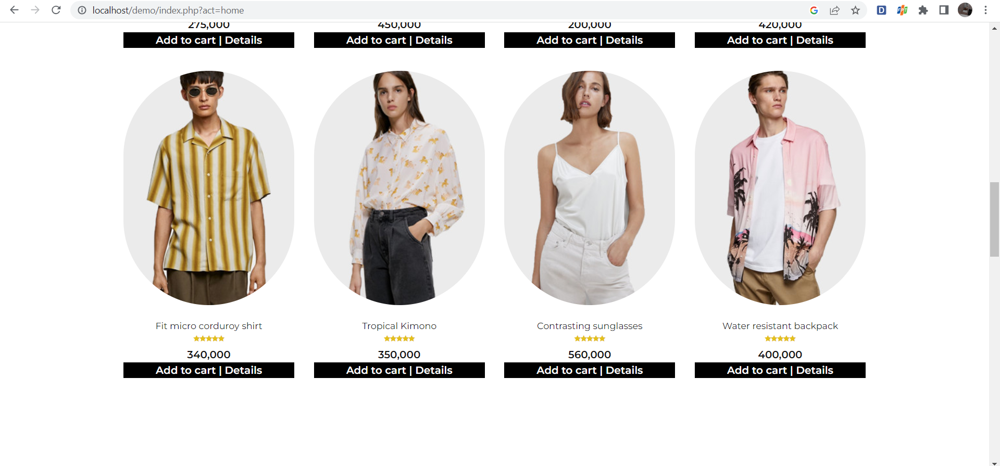 localhost/demo/index.php?act=home
275,000 450,000 200,000 420,000
Add to cart | Details Add to cart | Details Add to cart | Details Add to cart | Details
Fit micro corduroy shirt Tropical Kimono Contrasting sunglasses Water resistant backpack
340,000 350,000 560,000 400,000
Add to cart | Details Add to cart | Details Add to cart | Details Add to cart | Details